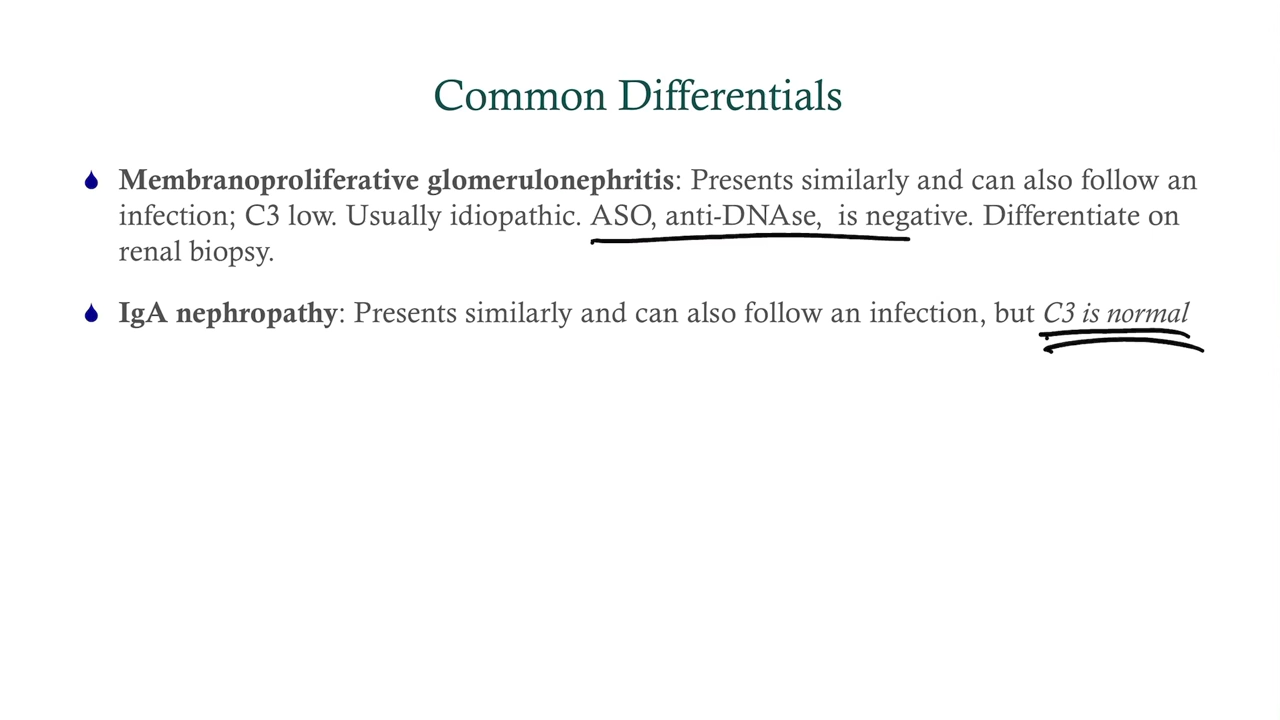 Common Differentials
Membranoproliferative glomerulonephritis: Presents similarly and can also follow an
infection; C3 low. Usually idiopathic. ASO, anti-DNAse,  is negative. Differentiate on
renal biopsy.
IgA nephropathy: Presents similarly and can also follow an infection, but C3 is normal